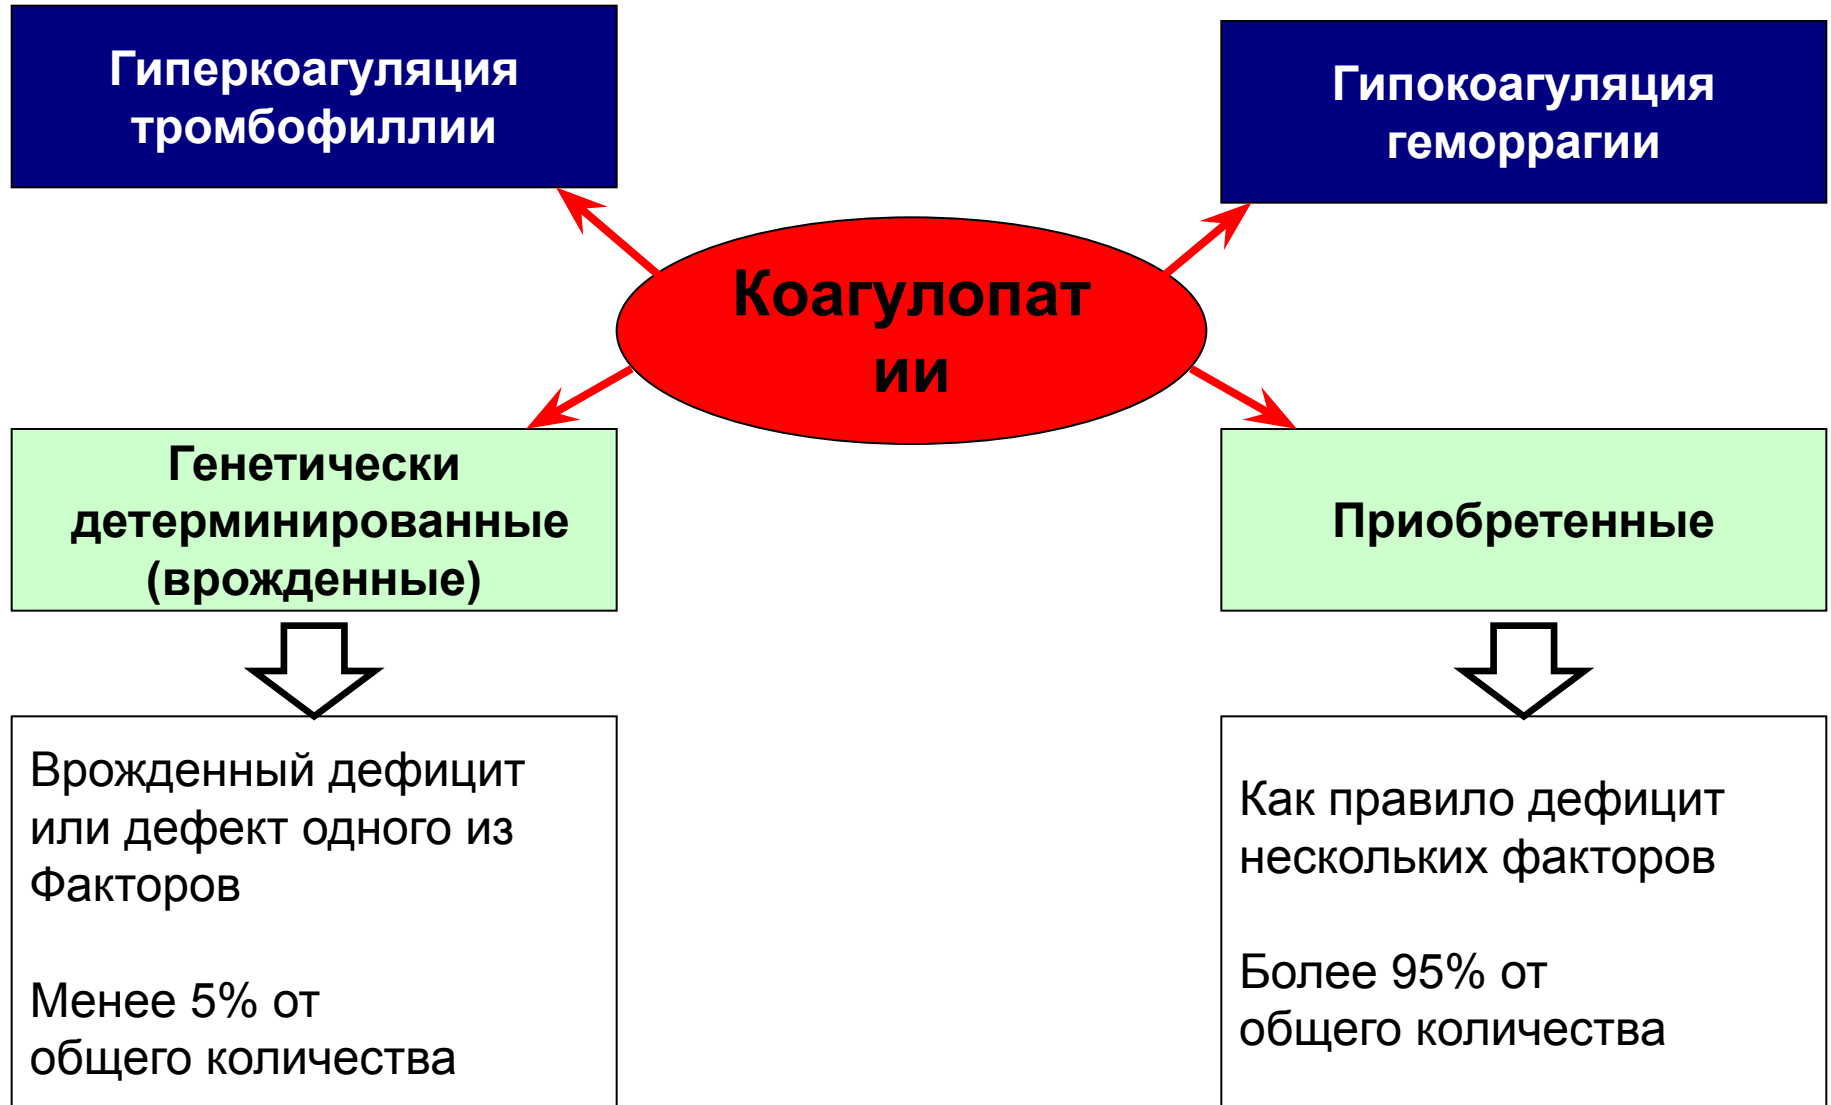 Гиперкоагуляция
тромбофиллии
Гипокоагуляция
геморрагии
Коагулопат
ии
Генетически
детерминированные
(врожденные)
Приобретенные
Врожденный дефицит
или дефект одного из
Факторов
Менее 5% от
общего количества
Как правило дефицит
нескольких факторов
Более 95% от
общего количества